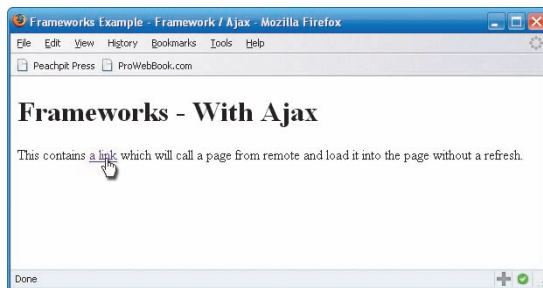 Frameworks Example - Framework / Ajax - Mozilla Firefox
File Edit View History Bookmarks Tools Help
Peachpit Press ProWebBook.com
Frameworks - With Ajax
This contains a link which will call a page from remote and load it into the page without a refresh.
Done